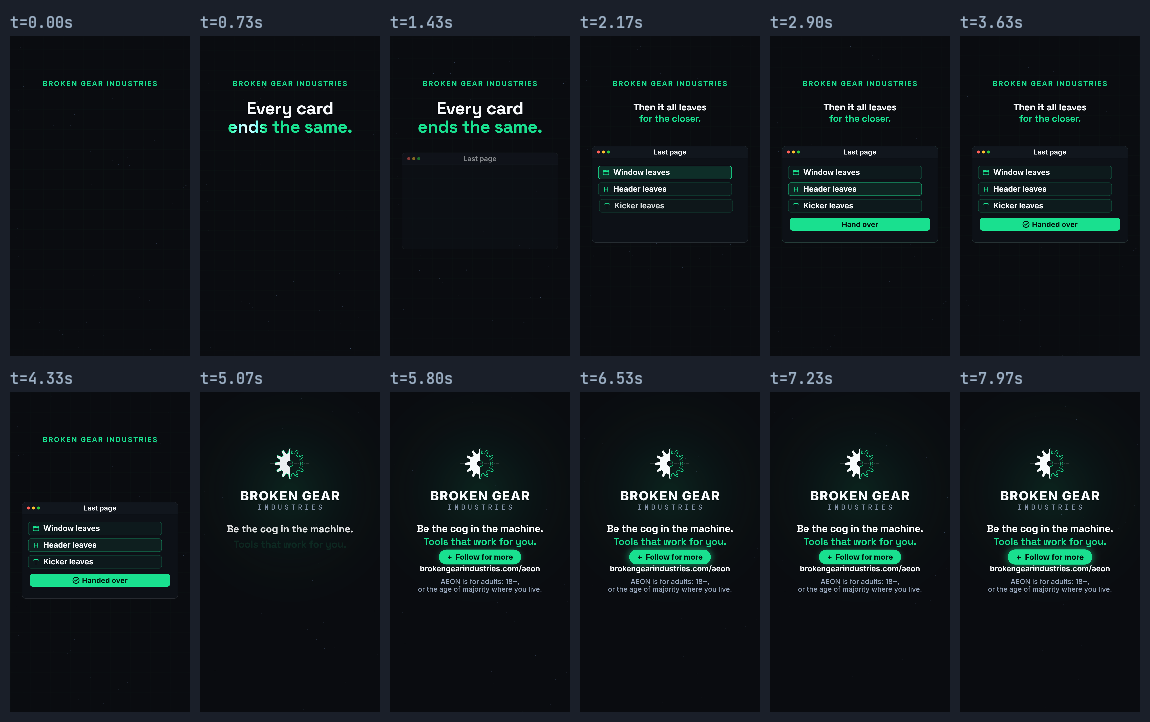 t=0.00s
BROKEN GEAR INDUSTRIES
t=0.73s
BROKEN GEAR INDUSTRIES
Every card
ends the same.
t=1.43s
BROKEN GEAR INDUSTRIES
Every card
ends the same.
Last page
t=2.17s
BROKEN GEAR INDUSTRIES
Then it all leaves
for the closer.
Last page
Window leaves
Header leaves
Kicker leaves
t=2.90s
BROKEN GEAR INDUSTRIES
Then it all leaves
for the closer.
Last page
Window leaves
H Header leaves
Kicker leaves
Hand over
t=3.63s
BROKEN GEAR INDUSTRIES
Then it all leaves
for the closer.
Last page
Window leaves
H Header leaves
Kicker leaves
Handed over
t=4.33s
BROKEN GEAR INDUSTRIES
Last page
Window leaves
H Header leaves
Kicker leaves
Handed over
t=5.07s
BROKEN GEAR
INDUSTRIES
Be the cog in the machine.
Tools that work for you.
t=5.80s
BROKEN GEAR
INDUSTRIES
Be the cog in the machine.
Tools that work for you.
+ Follow for more
brokengearindustries.com/aeon
AEON is for adults: 18+,
or the age of majority where you live.
t=6.53s
BROKEN GEAR
INDUSTRIES
Be the cog in the machine.
Tools that work for you.
+ Follow for more
brokengearindustries.com/aeon
AEON is for adults: 18+,
or the age of majority where you live.
t=7.23s
BROKEN GEAR
INDUSTRIES
Be the cog in the machine.
Tools that work for you.
+ Follow for more
brokengearindustries.com/aeon
AEON is for adults: 18+,
or the age of majority where you live.
t=7.97s
BROKEN GEAR
INDUSTRIES
Be the cog in the machine.
Tools that work for you.
+ Follow for more
brokengearindustries.com/aeon
AEON is for adults: 18+,
or the age of majority where you live.